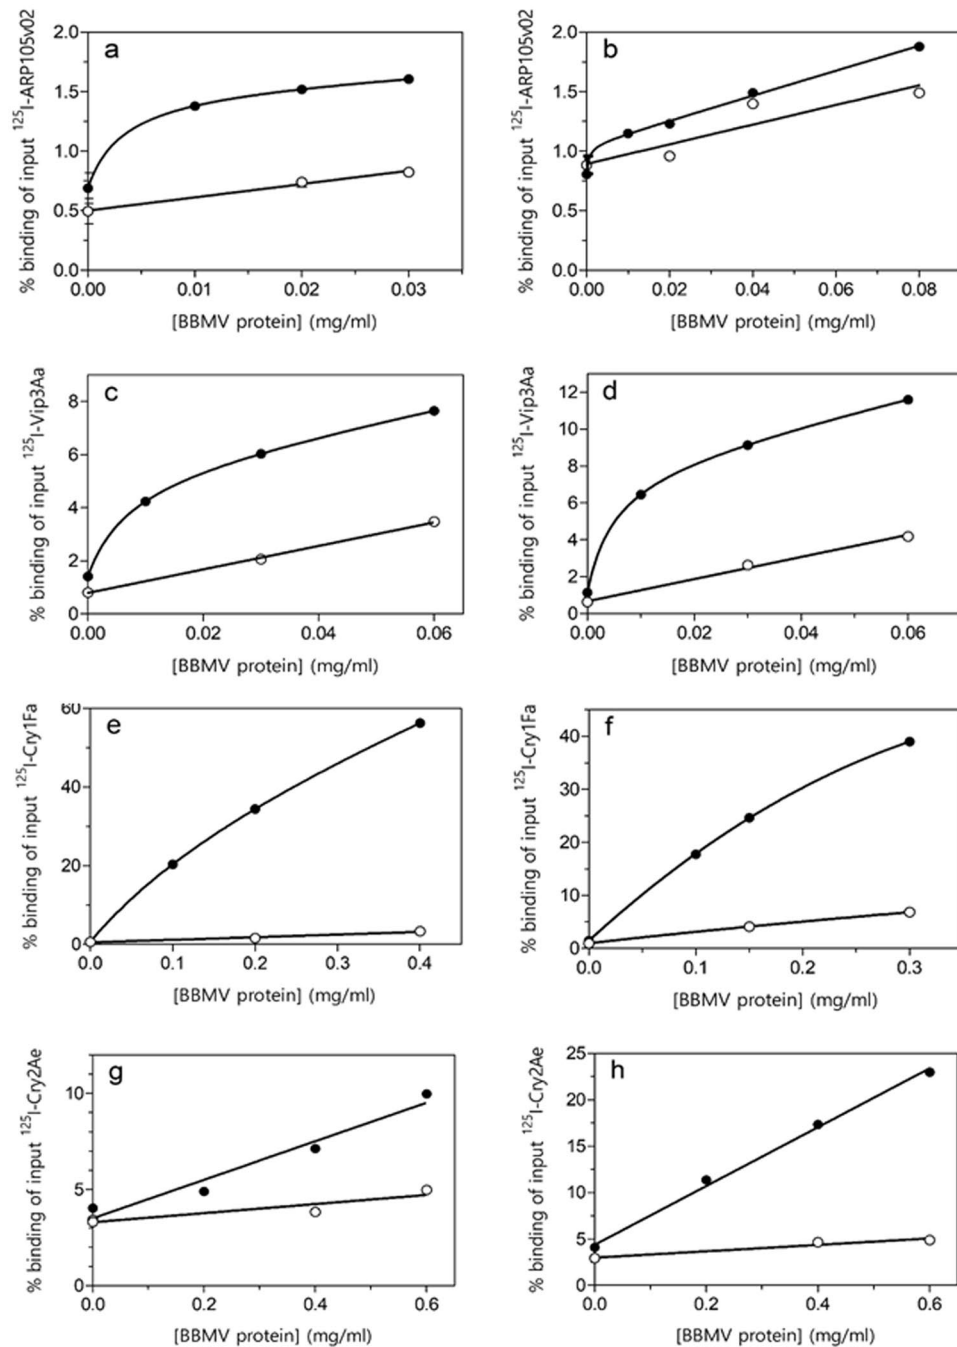 a
% binding of input ¹²⁵I-ARP105v02
2.0
1.5
1.0
0.5
0.0
0.00 0.01 0.02 0.03
[BBMV protein] (mg/ml)
b
% binding of input ¹²⁵I-ARP105v02
2.0
1.5
1.0
0.5
0.0
0.00 0.02 0.04 0.06 0.08
[BBMV protein] (mg/ml)
c
% binding of input ¹²⁵I-Vip3Aa
8
6
4
2
0
0.00 0.02 0.04 0.06
[BBMV protein] (mg/ml)
d
% binding of input ¹²⁵I-Vip3Aa
12
10
8
6
4
2
0
0.00 0.02 0.04 0.06
[BBMV protein] (mg/ml)
e
% binding of input ¹²⁵I-Cry1Fa
60
40
20
0
0.0 0.1 0.2 0.3 0.4
[BBMV protein] (mg/ml)
f
% binding of input ¹²⁵I-Cry1Fa
40
30
20
10
0
0.0 0.1 0.2 0.3
[BBMV protein] (mg/ml)
g
% binding of input ¹²⁵I-Cry2Ae
10
5
0
0.0 0.2 0.4 0.6
[BBMV protein] (mg/ml)
h
% binding of input ¹²⁵I-Cry2Ae
25
20
15
10
5
0
0.0 0.2 0.4 0.6
[BBMV protein] (mg/ml)